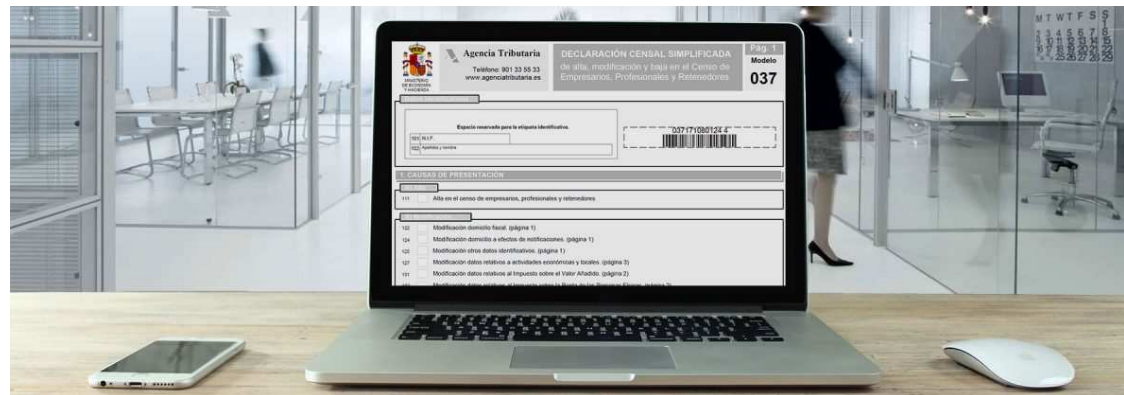 Agencia Tributaria
Teléfono: 901 33 55 33
www.agenciatributaria.es
MINISTERIO
DE ECONOMÍA
Y HACIENDA
DECLARACIÓN CENSAL SIMPLIFICADA
de alta, modificación y baja en el Censo de
Empresarios, Profesionales y Retenedores
Pág. 1
Modelo
037
Espacio reservado para la etiqueta identificativa.
101 N.I.F.
102 Apellidos y nombre
037171080124 4
1. CAUSAS DE PRESENTACIÓN
111 Alta en el censo de empresarios, profesionales y retenedores
122 Modificación domicilio fiscal. (página 1)
124 Modificación domicilio a efectos de notificaciones. (página 1)
125 Modificación otros datos identificativos. (página 1)
127 Modificación datos relativos a actividades económicas y locales. (página 3)
131 Modificación datos relativos al Impuesto sobre el Valor Añadido. (página 2)
M T W T F S S